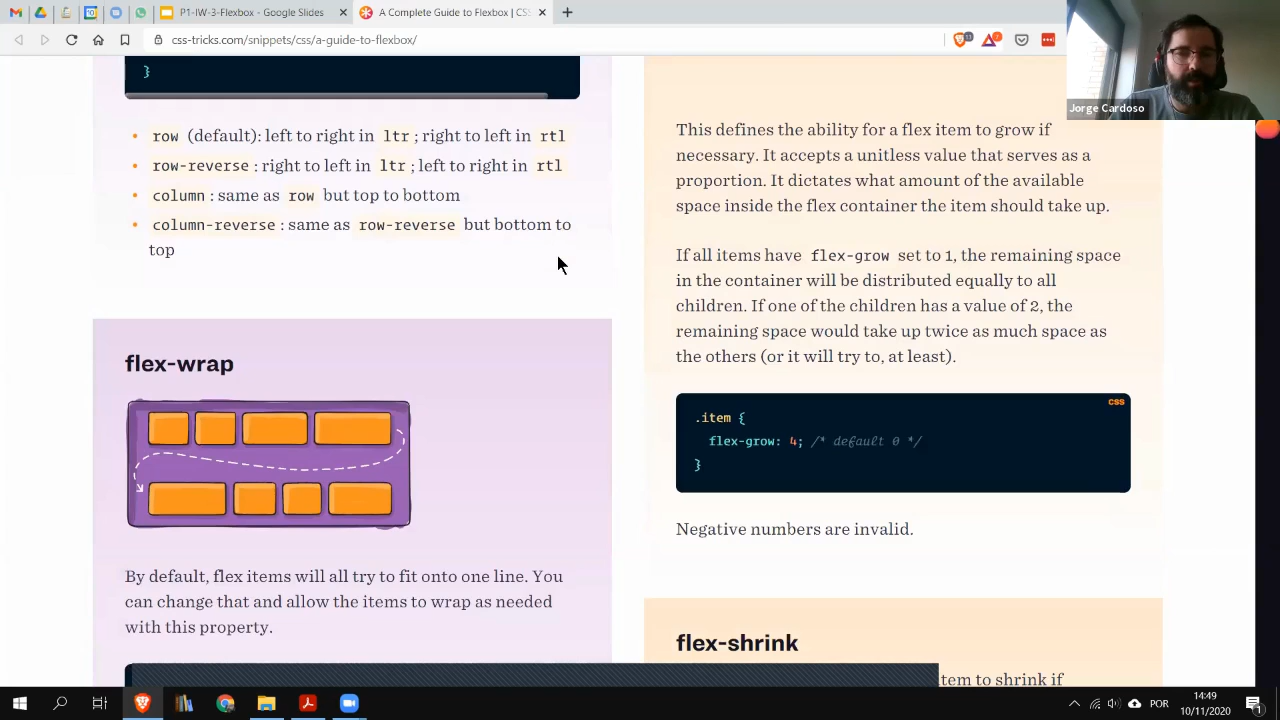 P1-IW-3-Flexbox - Google Slides
A Complete Guide to Flexbox | CS
css-tricks.com/snippets/css/a-guide-to-flexbox/
Jorge Cardoso
}
• row (default): left to right in ltr; right to left in rtl
• row-reverse: right to left in ltr; left to right in rtl
• column: same as row but top to bottom
• column-reverse: same as row-reverse but bottom to
top
flex-wrap
By default, flex items will all try to fit onto one line. You
can change that and allow the items to wrap as needed
with this property.
This defines the ability for a flex item to grow if
necessary. It accepts a unitless value that serves as a
proportion. It dictates what amount of the available
space inside the flex container the item should take up.
If all items have flex-grow set to 1, the remaining space
in the container will be distributed equally to all
children. If one of the children has a value of 2, the
remaining space would take up twice as much space as
the others (or it will try to, at least).
CSS
.item {
flex-grow: 4; /* default 0 */
}
Negative numbers are invalid.
flex-shrink
tem to shrink if
POR
14:49
10/11/2020